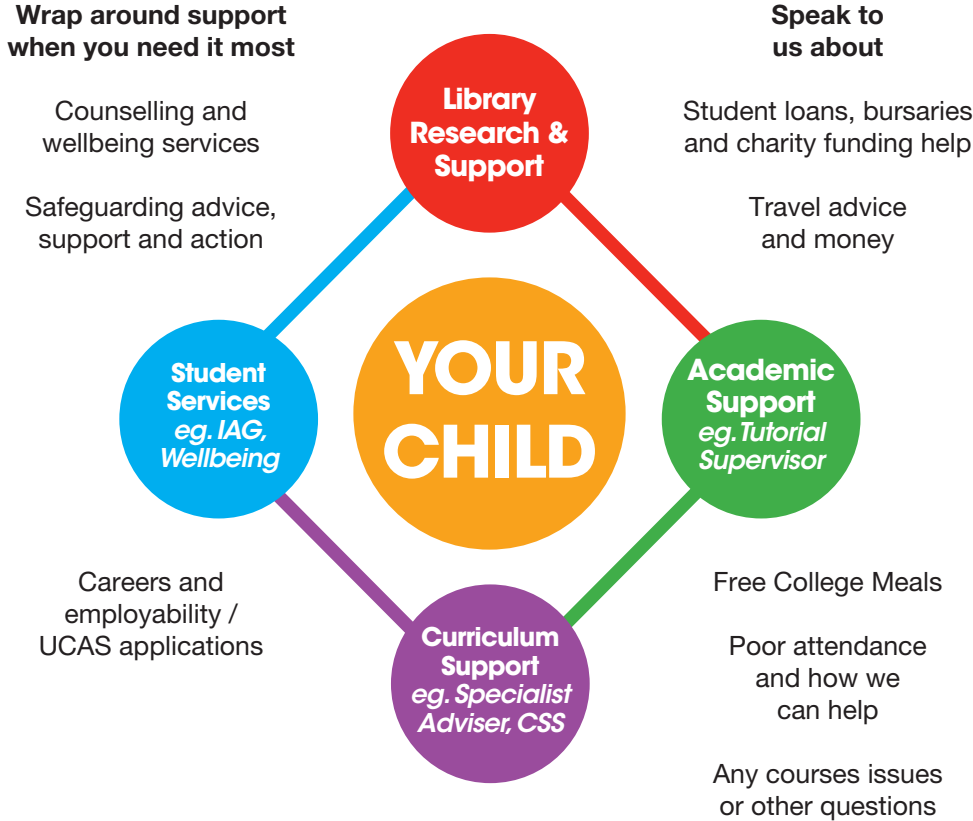 Wrap around support
when you need it most
Counselling and
wellbeing services
Safeguarding advice,
support and action
Speak to
us about
Student loans, bursaries
and charity funding help
Travel advice
and money
Library
Research &
Support
Student
Services
eg. IAG,
Wellbeing
YOUR
CHILD
Academic
Support
eg. Tutorial
Supervisor
Careers and
employability /
UCAS applications
Curriculum
Support
eg. Specialist
Adviser, CSS
Free College Meals
Poor attendance
and how we
can help
Any courses issues
or other questions